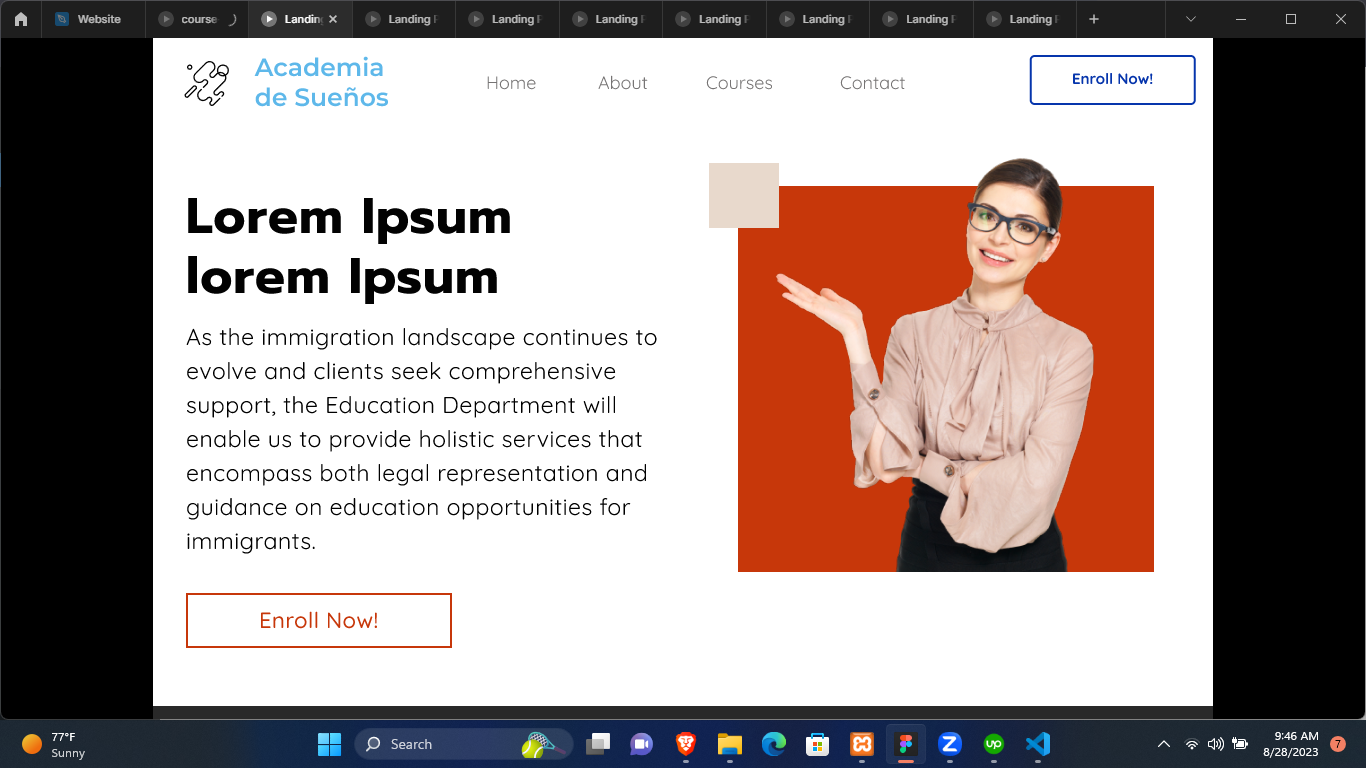 Website
course
Landing
Landing
Landing
Landing
Landing
Landing
Landing
Landing
Academia
de Sueños
Home
About
Courses
Contact
Enroll Now!
Lorem Ipsum
lorem Ipsum
As the immigration landscape continues to
evolve and clients seek comprehensive
support, the Education Department will
enable us to provide holistic services that
encompass both legal representation and
guidance on education opportunities for
immigrants.
Enroll Now!
77°F
Sunny
Search
up
9:46 AM
8/28/2023
7